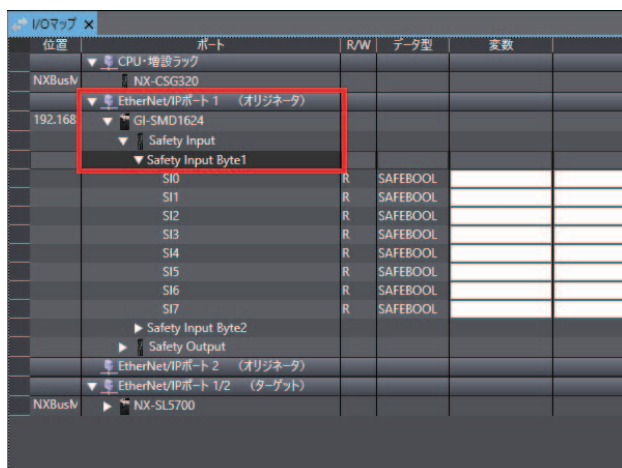 I/Oマップ ×
位置 ポート R/W データ型 変数
▼ CPU・増設ラック
NXBusM NX-CSG320
▼ EtherNet/IPポート 1 (オリジネータ)
192.168 ▼ GI-SMD1624
▼ Safety Input
▼ Safety Input Byte1
SI0 R SAFEBOOL
SI1 R SAFEBOOL
SI2 R SAFEBOOL
SI3 R SAFEBOOL
SI4 R SAFEBOOL
SI5 R SAFEBOOL
SI6 R SAFEBOOL
SI7 R SAFEBOOL
▶ Safety Input Byte2
▶ Safety Output
EtherNet/IPポート 2 (オリジネータ)
▼ EtherNet/IPポート 1/2 (ターゲット)
NXBusM ▶ NX-SL5700